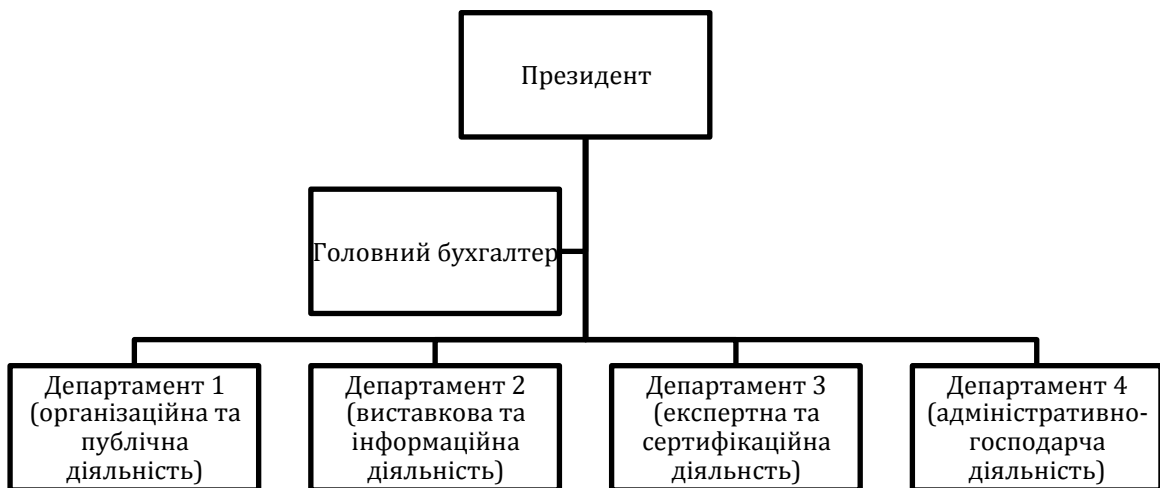 Президент
Головний бухгалтер
Департамент 1
(організаційна та
публічна
діяльність)
Департамент 2
(виставкова та
інформаційна
діяльність)
Департамент 3
(експертна та
сертифікаційна
діяльнсть)
Департамент 4
(адміністративно-
господарча
діяльність)